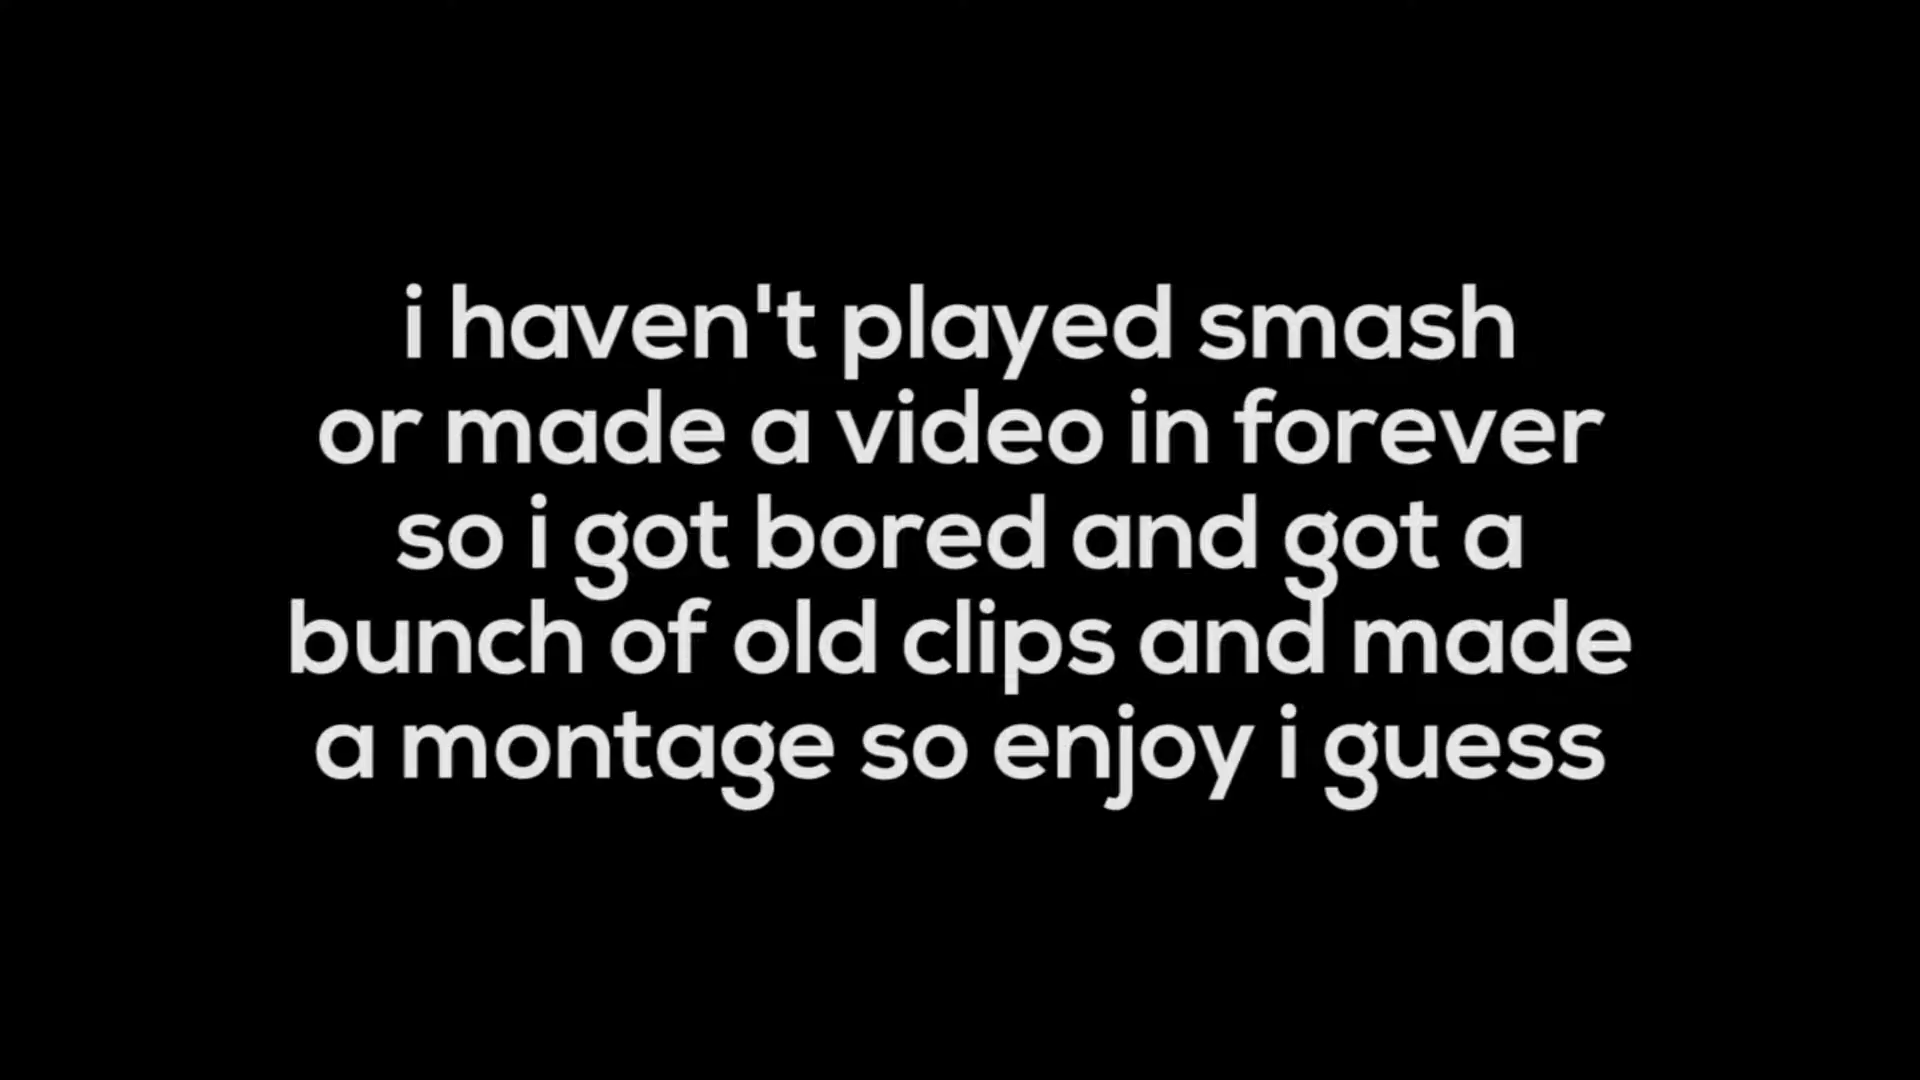 i haven't played smash
or made a video in forever
so i got bored and got a
bunch of old clips and made
a montage so enjoy i guess